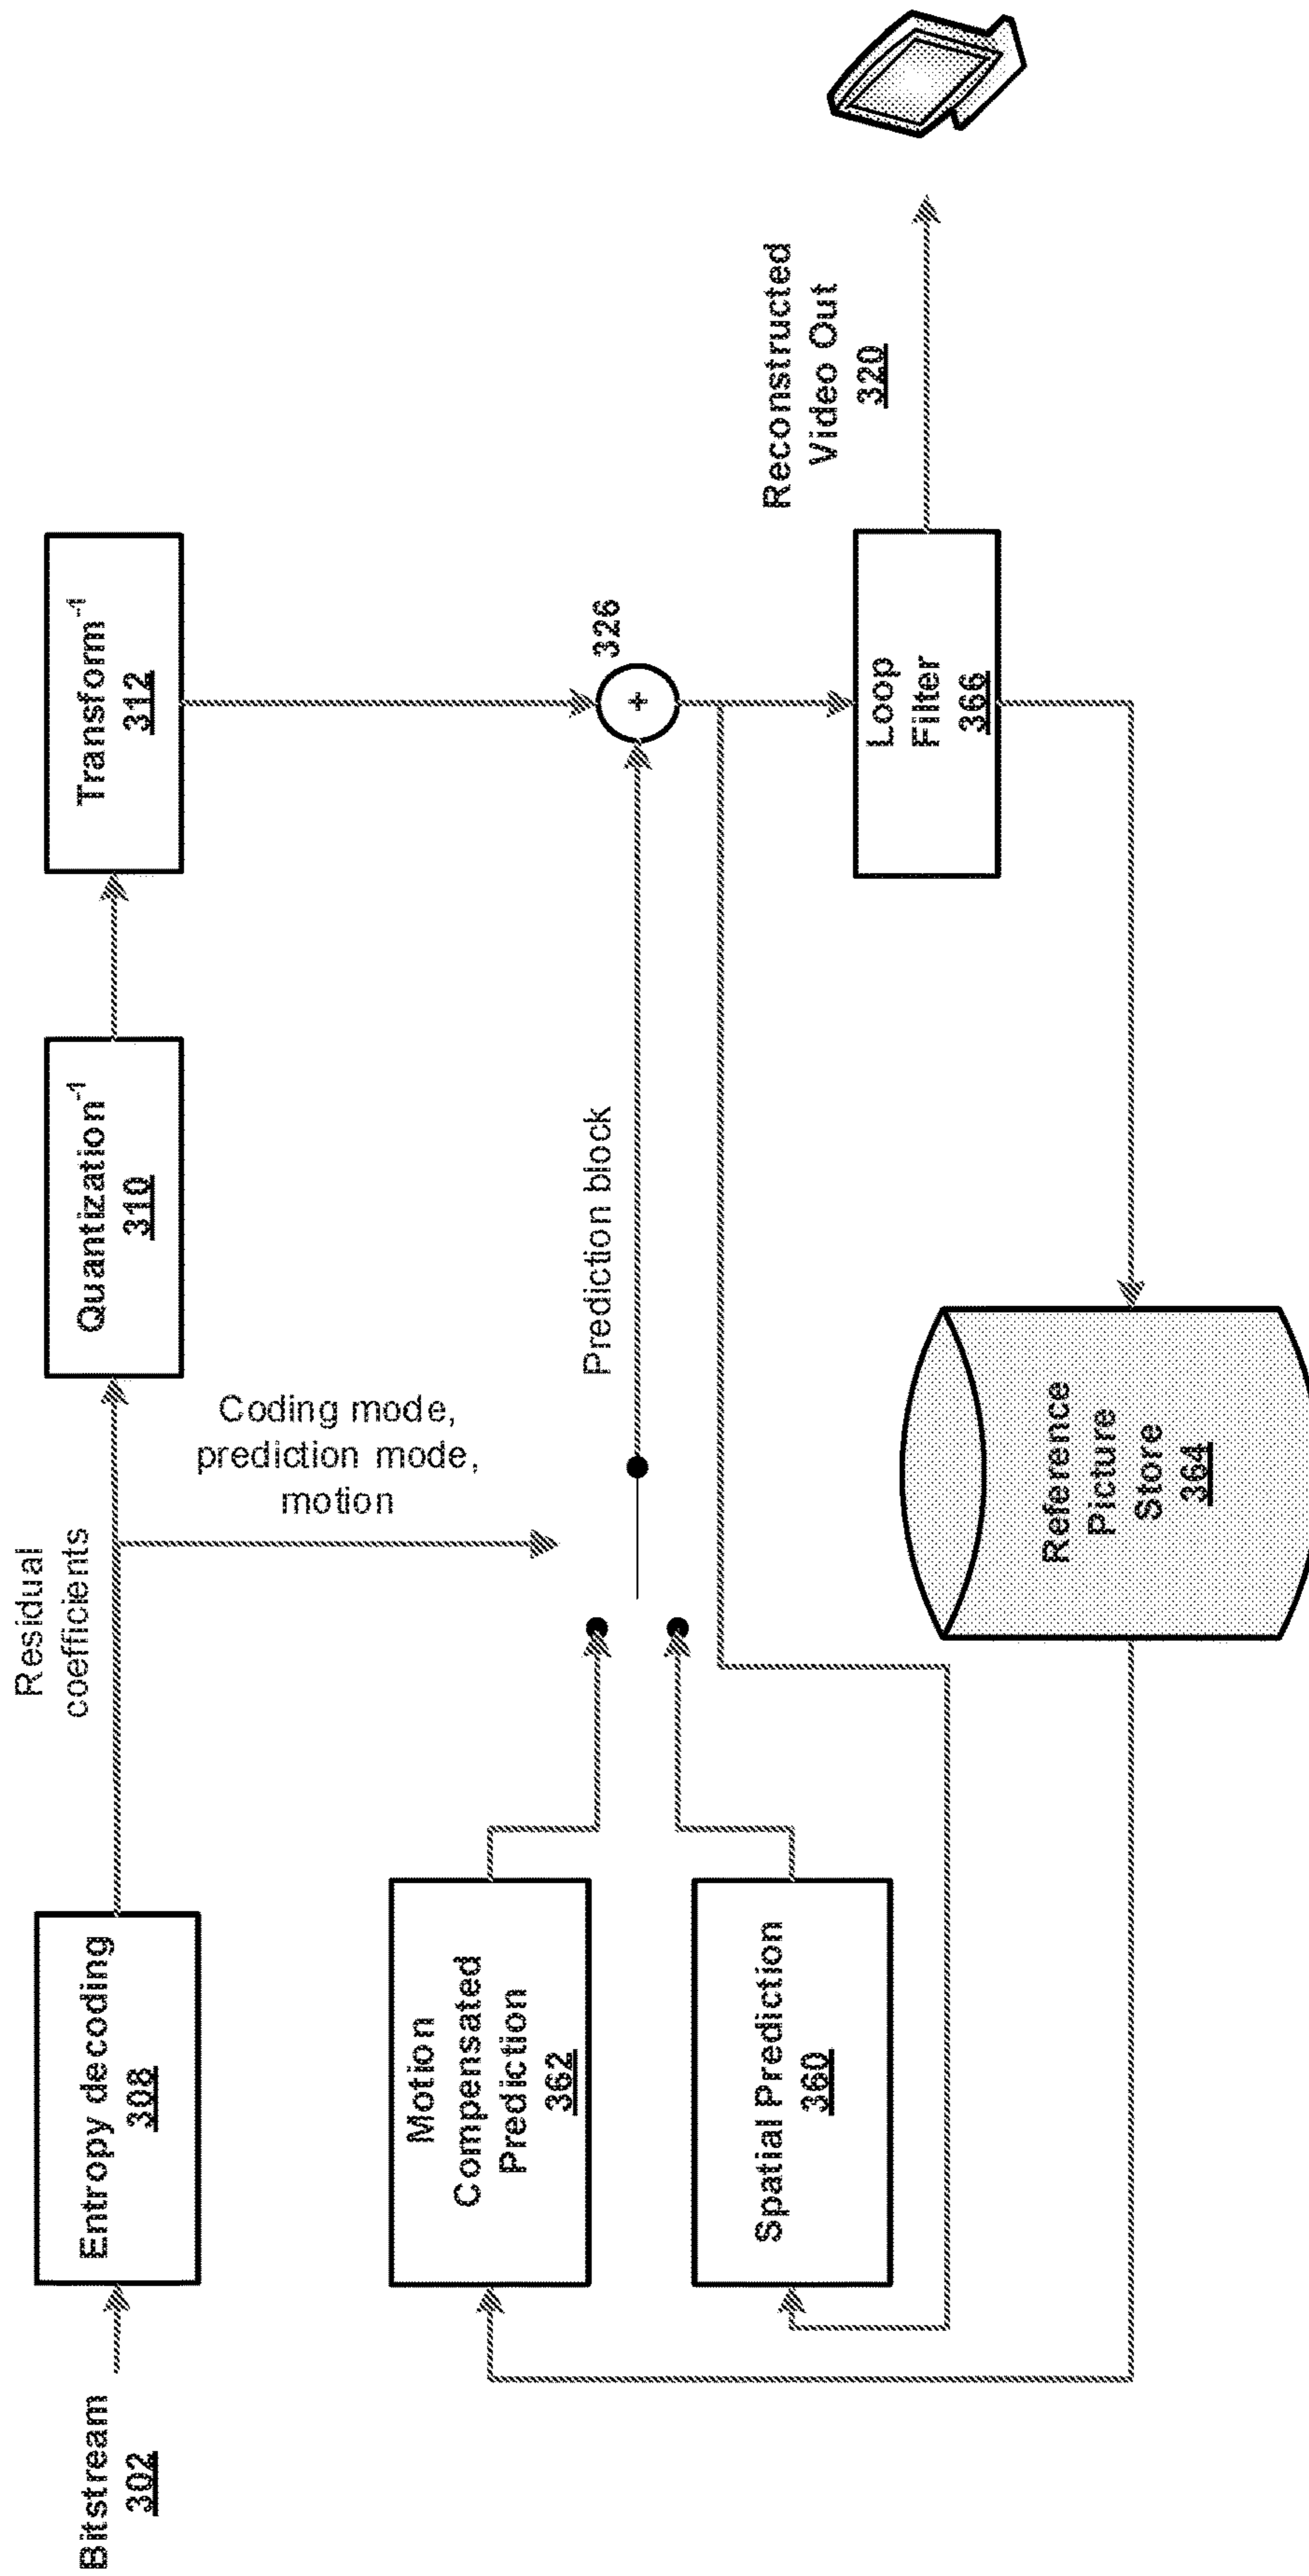 Bitstream
302
Entropy decoding
308
Residual
coefficients
Quantization⁻¹
310
Transform⁻¹
312
Coding mode,
prediction mode,
motion
Motion
Compensated
Prediction
362
Spatial Prediction
360
Prediction block
326
+
Loop
Filter
366
Reconstructed
Video Out
320
Reference
Picture
Store
364